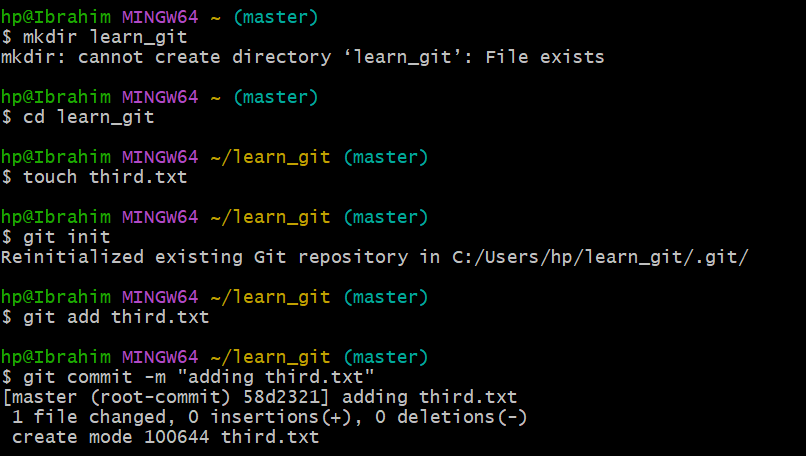 hp@Ibrahim MINGW64 ~ (master)
$ mkdir learn_git
mkdir: cannot create directory ‘learn_git’: File exists
hp@Ibrahim MINGW64 ~ (master)
$ cd learn_git
hp@Ibrahim MINGW64 ~/learn_git (master)
$ touch third.txt
hp@Ibrahim MINGW64 ~/learn_git (master)
$ git init
Reinitialized existing Git repository in C:/Users/hp/learn_git/.git/
hp@Ibrahim MINGW64 ~/learn_git (master)
$ git add third.txt
hp@Ibrahim MINGW64 ~/learn_git (master)
$ git commit -m "adding third.txt"
[master (root-commit) 58d2321] adding third.txt
 1 file changed, 0 insertions(+), 0 deletions(-)
 create mode 100644 third.txt